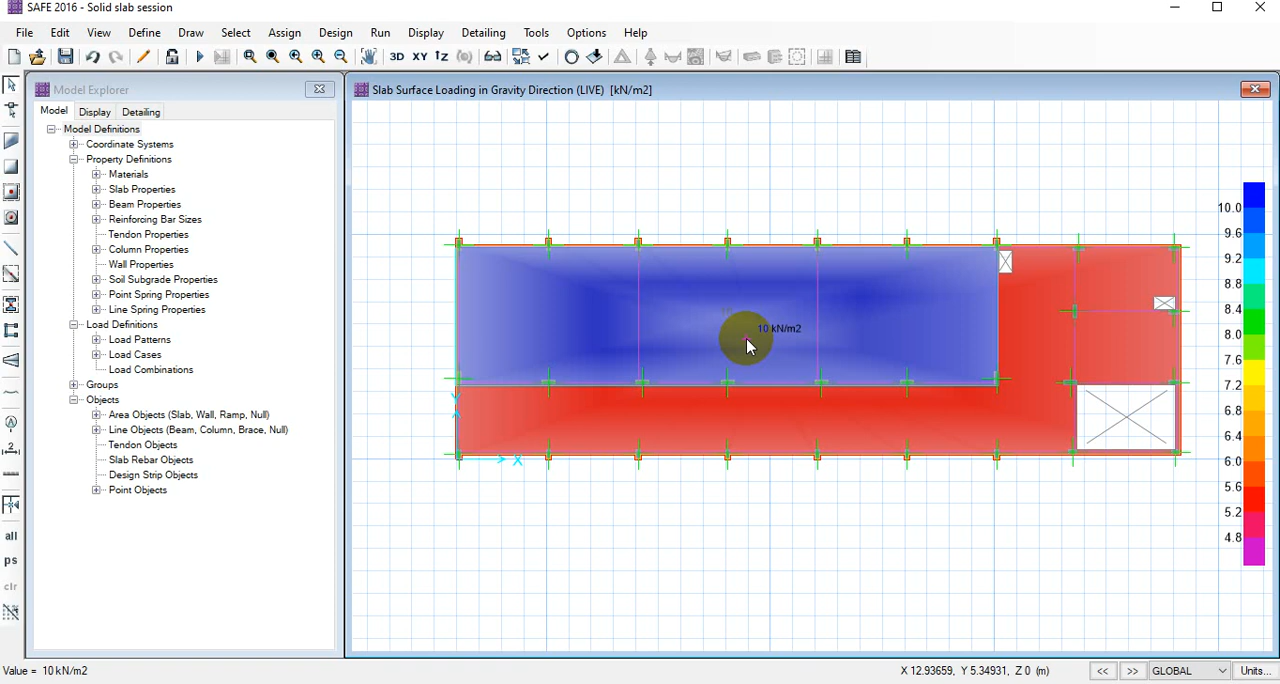 SAFE 2016 - Solid slab session
File Edit View Define Draw Select Assign Design Run Display Detailing Tools Options Help
3D XY
Model Explorer
Slab Surface Loading in Gravity Direction (LIVE) [kN/m2]
Model Display Detailing
Model Definitions
Coordinate Systems
Property Definitions
Materials
Slab Properties
Beam Properties
Reinforcing Bar Sizes
Tendon Properties
Column Properties
Wall Properties
Soil Subgrade Properties
Point Spring Properties
Line Spring Properties
Load Definitions
Load Patterns
Load Cases
Load Combinations
Groups
Objects
Area Objects (Slab, Wall, Ramp, Null)
Line Objects (Beam, Column, Brace, Null)
Tendon Objects
Slab Rebar Objects
Design Strip Objects
Point Objects
all
ps
clr
10 kN/m2
Y
X
10.0
9.6
9.2
8.8
8.4
8.0
7.6
7.2
6.8
6.4
6.0
5.6
5.2
4.8
Value = 10 kN/m2
X 12.93659, Y 5.34931, Z 0 (m)
<< >> GLOBAL Units...